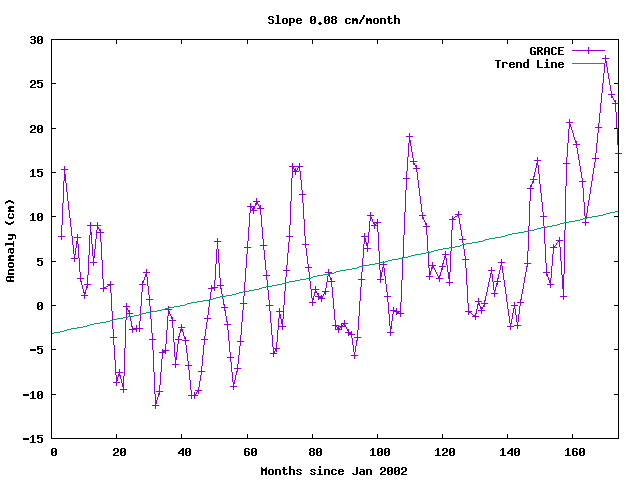 Slope 0.08 cm/month
30
25
20
15
10
5
0
-5
-10
-15
Anomaly (cm)
GRACE
Trend Line
0 20 40 60 80 100 120 140 160
Months since Jan 2002